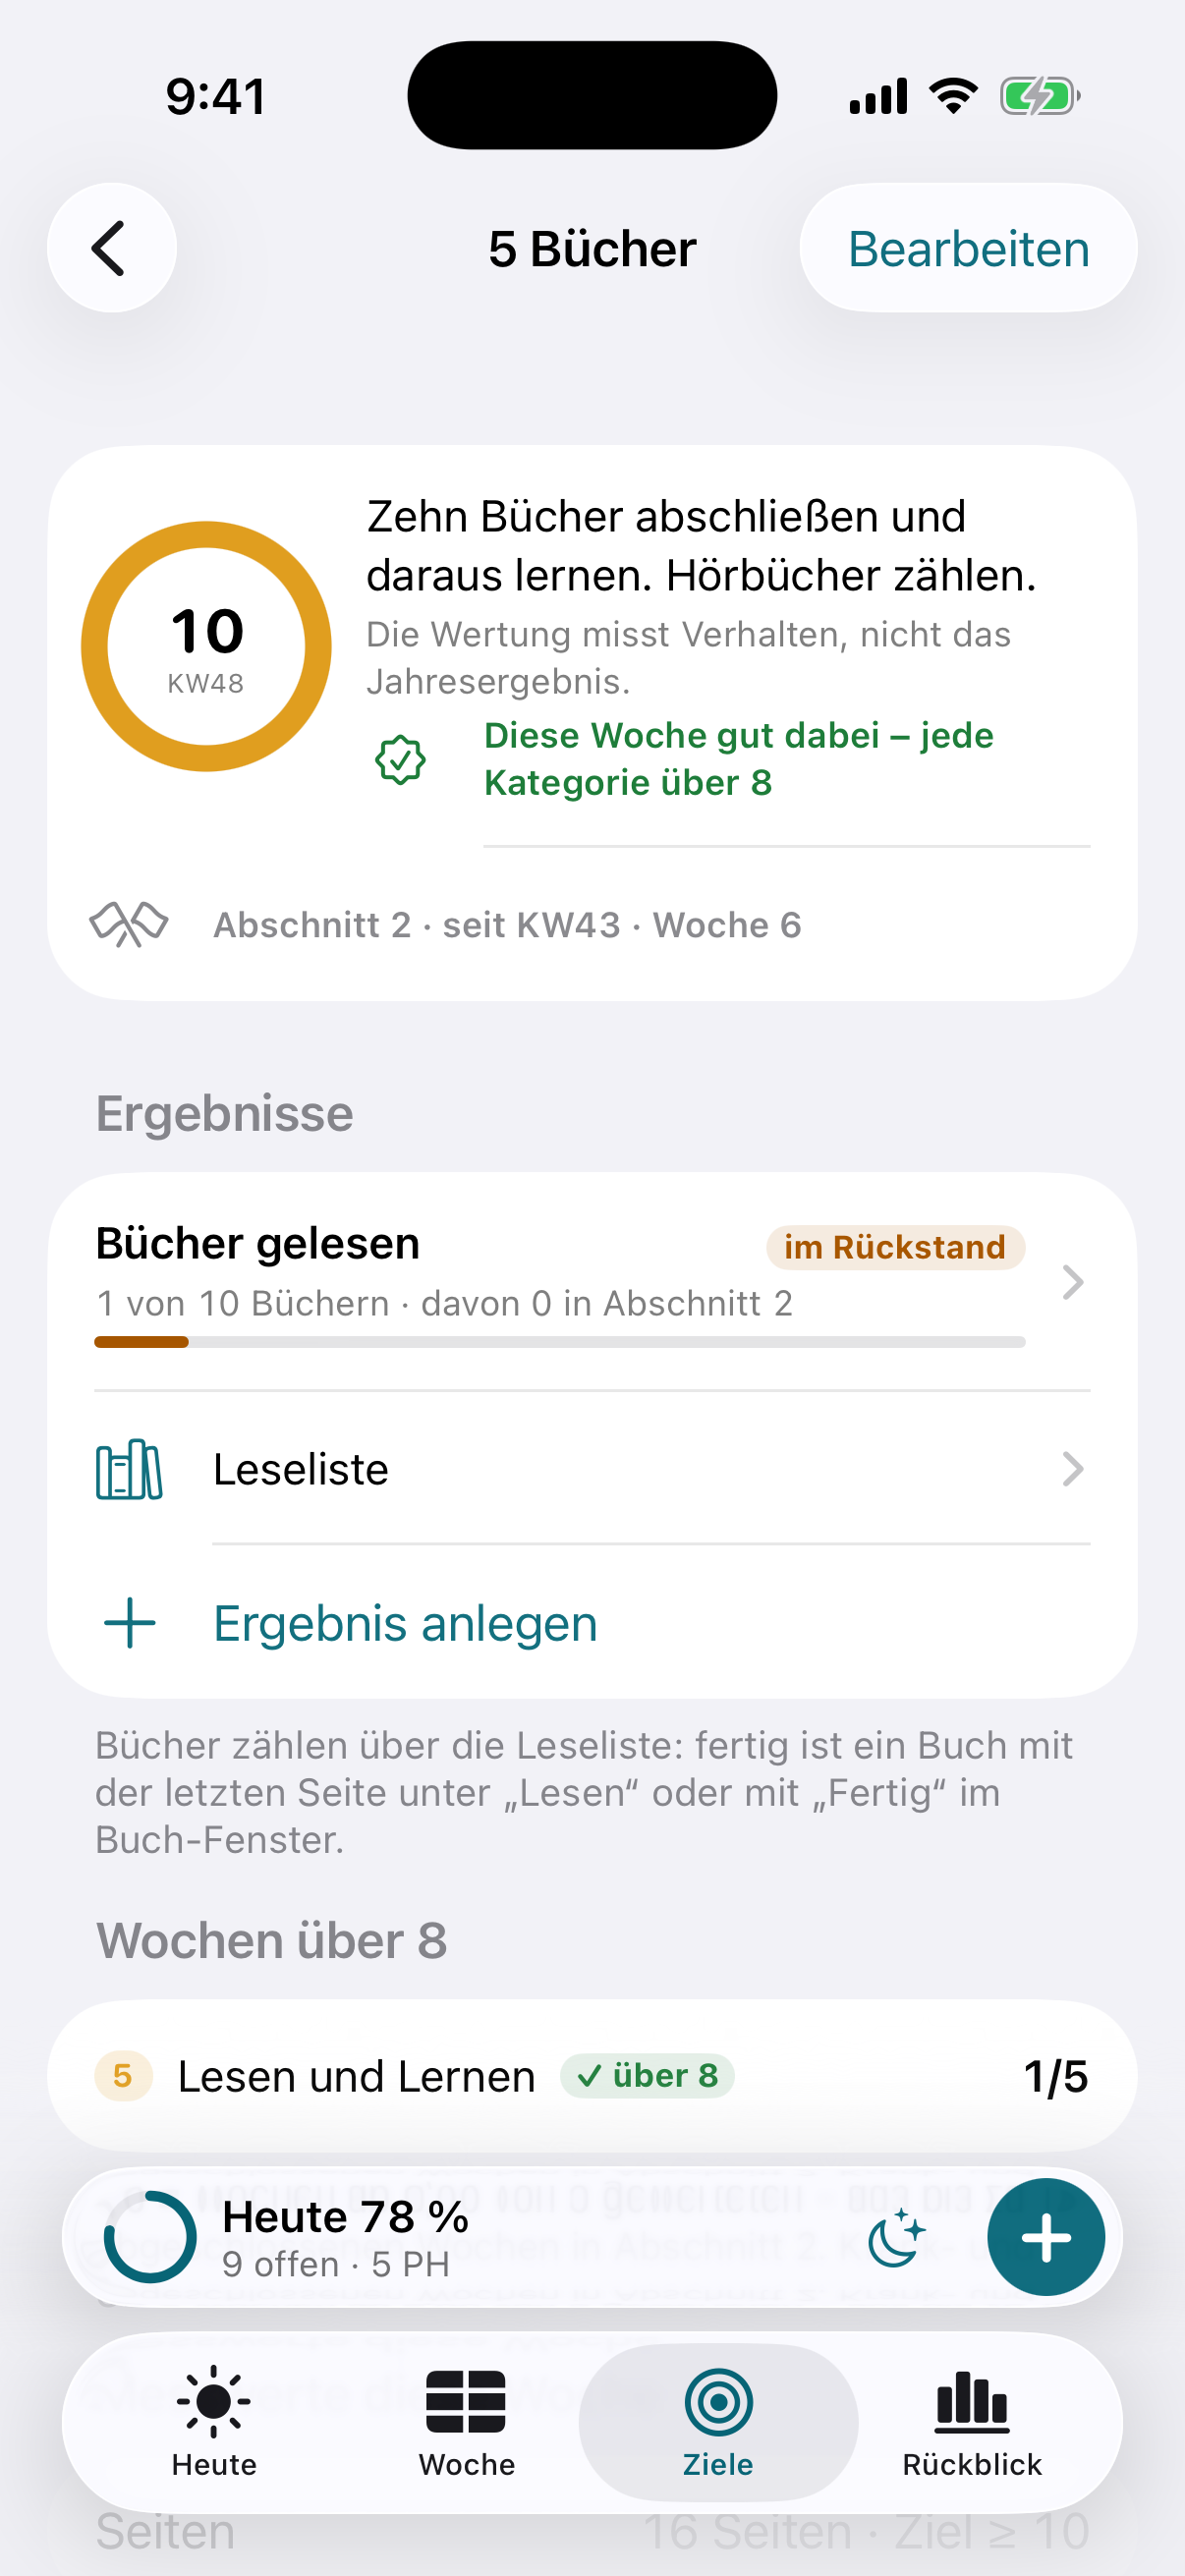 9:41
5 Bücher
Bearbeiten
10
KW48
Zehn Bücher abschließen und
daraus lernen. Hörbücher zählen.
Die Wertung misst Verhalten, nicht das
Jahresergebnis.
Diese Woche gut dabei – jede
Kategorie über 8
Abschnitt 2 · seit KW43 · Woche 6
Ergebnisse
Bücher gelesen
im Rückstand
1 von 10 Büchern · davon 0 in Abschnitt 2
Leseliste
Ergebnis anlegen
Bücher zählen über die Leseliste: fertig ist ein Buch mit
der letzten Seite unter „Lesen“ oder mit „Fertig“ im
Buch-Fenster.
Wochen über 8
5 Lesen und Lernen ✓ über 8 1/5
Heute 78 %
9 offen · 5 PH
Heute
Woche
Ziele
Rückblick
Seiten 16 Seiten · Ziel ≥ 10